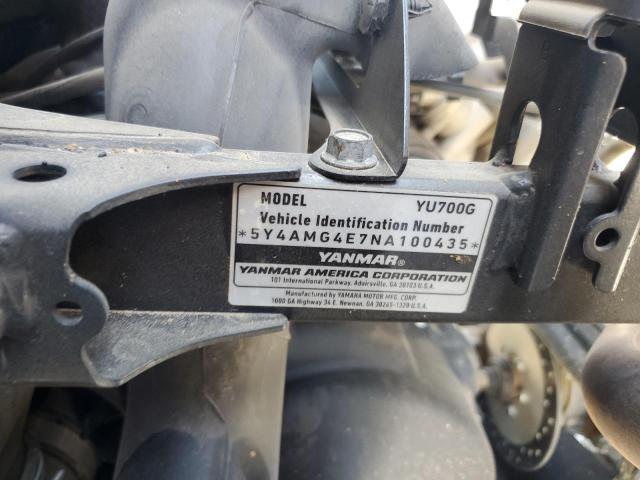 MODEL YU700G
Vehicle Identification Number
*5Y4AMG4E7NA100435*
YANMAR®
YANMAR AMERICA CORPORATION
101 International Parkway, Adairsville, GA 30103 U.S.A.
Manufactured by YAMAHA MOTOR MFG. CORP.
1000 GA Highway 34 E. Newnan, GA 30265-1320 U.S.A.